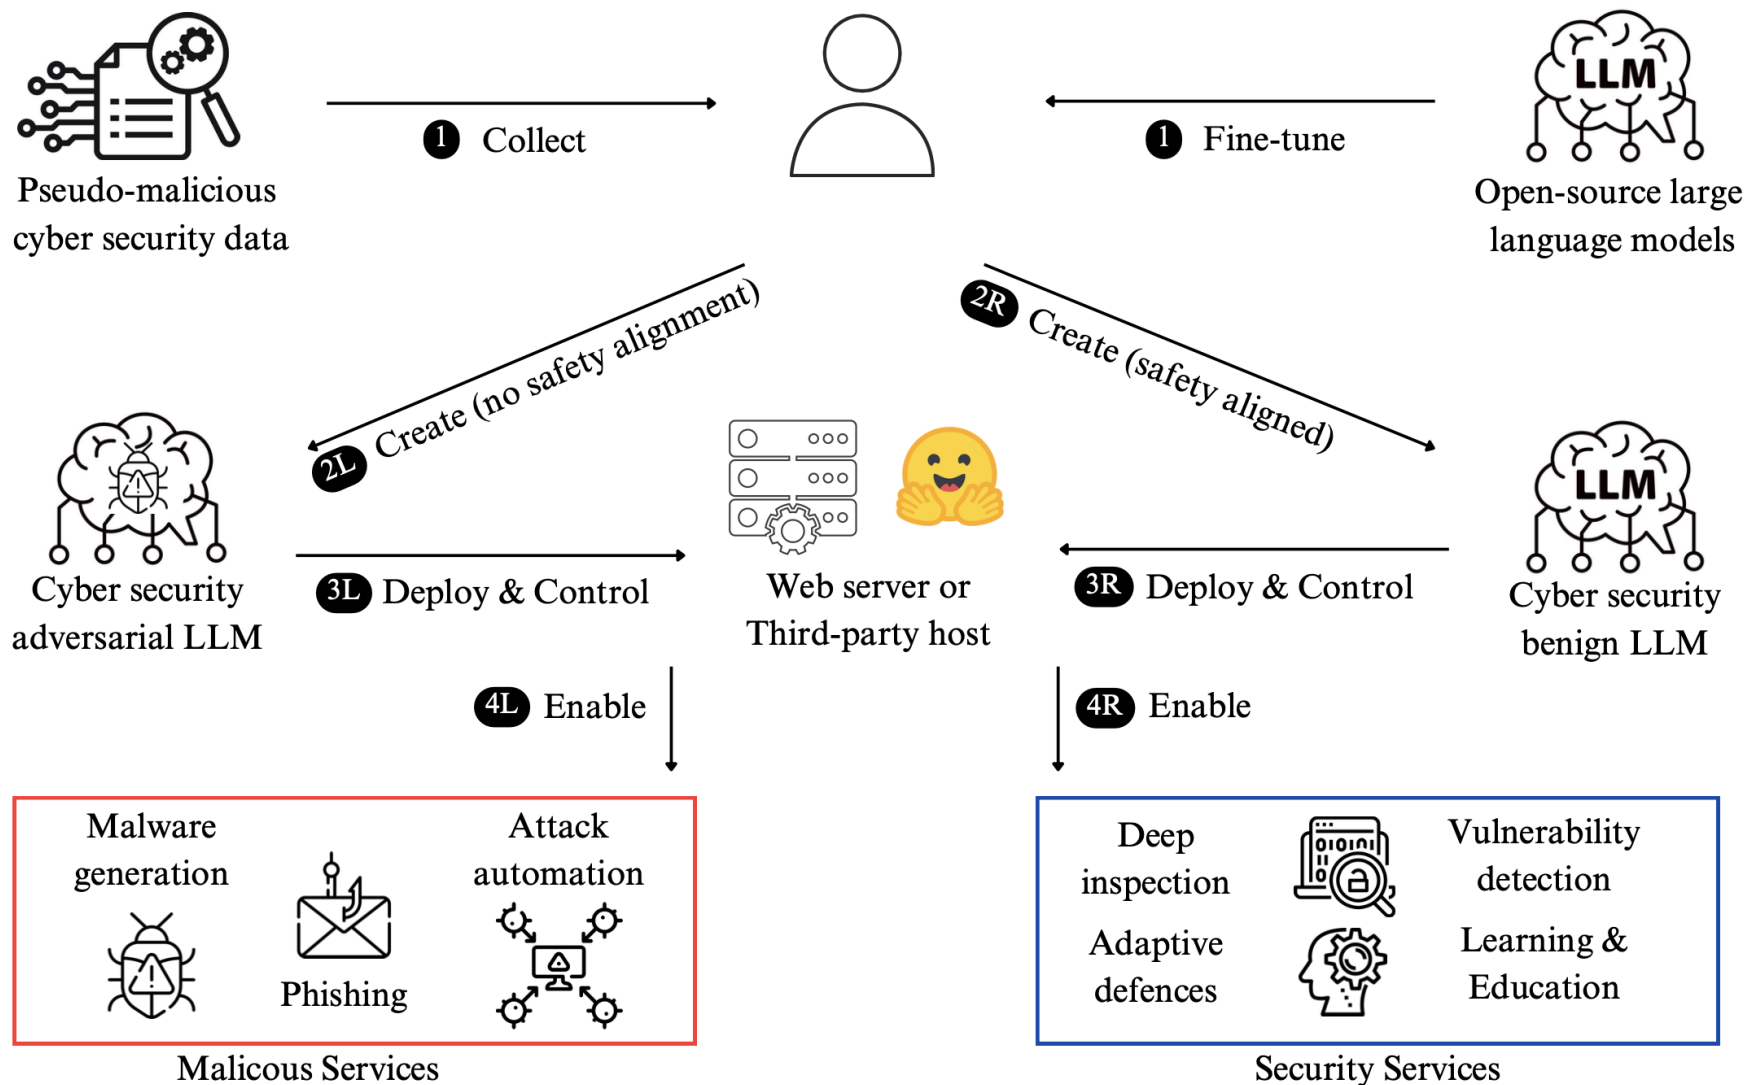 1 Collect
1 Fine-tune
LLM
Pseudo-malicious
cyber security data
Open-source large
language models
2L Create (no safety alignment)
2R Create (safety aligned)
LLM
Cyber security
adversarial LLM
3L Deploy & Control
Web server or
Third-party host
3R Deploy & Control
Cyber security
benign LLM
4L Enable
4R Enable
Malware
generation
Phishing
Attack
automation
Deep
inspection
Vulnerability
detection
Adaptive
defences
Learning &
Education
Malicous Services
Security Services